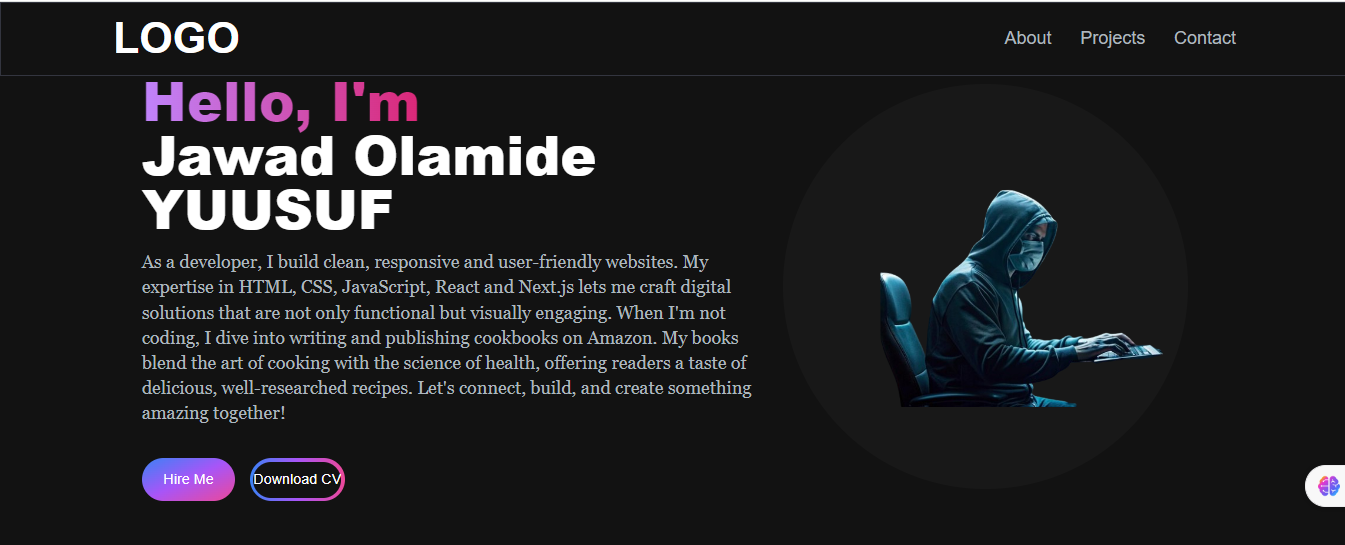 LOGO
About Projects Contact
Hello, I'm
Jawad Olamide
YUUSUF
As a developer, I build clean, responsive and user-friendly websites. My
expertise in HTML, CSS, JavaScript, React and Next.js lets me craft digital
solutions that are not only functional but visually engaging. When I'm not
coding, I dive into writing and publishing cookbooks on Amazon. My books
blend the art of cooking with the science of health, offering readers a taste of
delicious, well-researched recipes. Let's connect, build, and create something
amazing together!
Hire Me Download CV